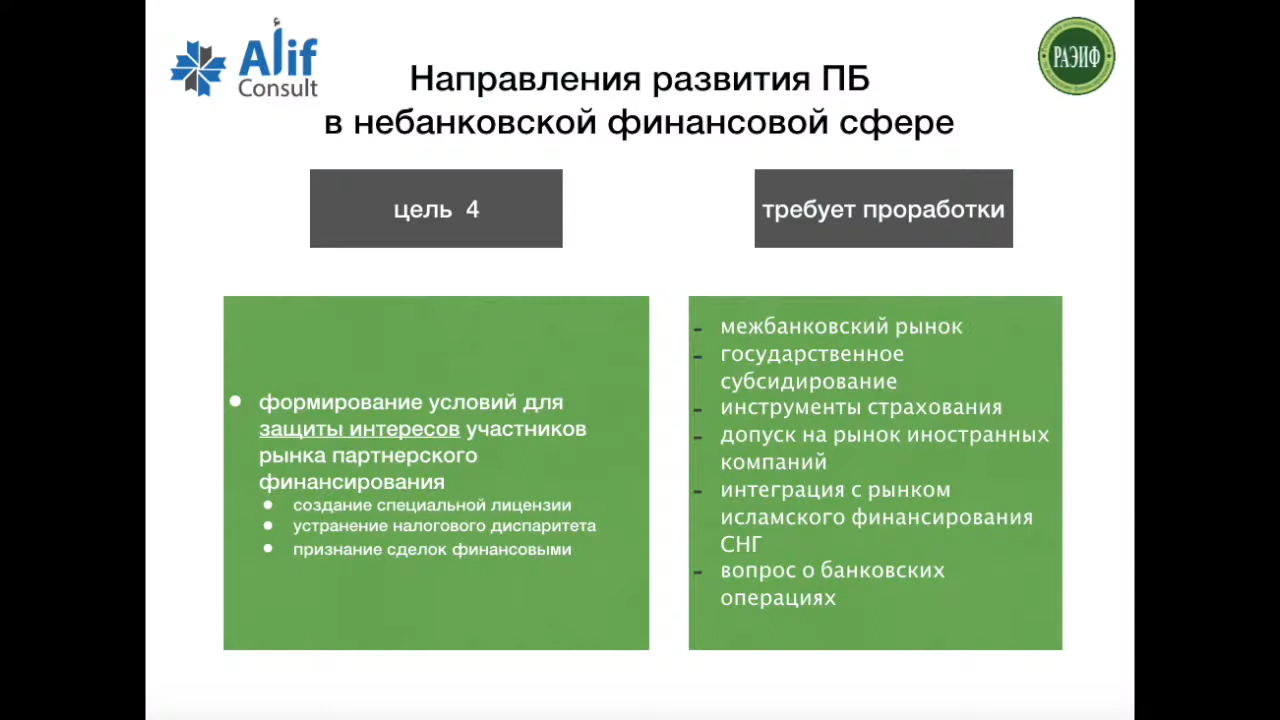 Alif
Consult
РАЭИФ
Направления развития ПБ
в небанковской финансовой сфере
цель 4
требует проработки
● формирование условий для
защиты интересов участников
рынка партнерского
финансирования
● создание специальной лицензии
● устранение налогового диспаритета
● признание сделок финансовыми
- межбанковский рынок
- государственное
субсидирование
- инструменты страхования
- допуск на рынок иностранных
компаний
- интеграция с рынком
исламского финансирования
СНГ
- вопрос о банковских
операциях